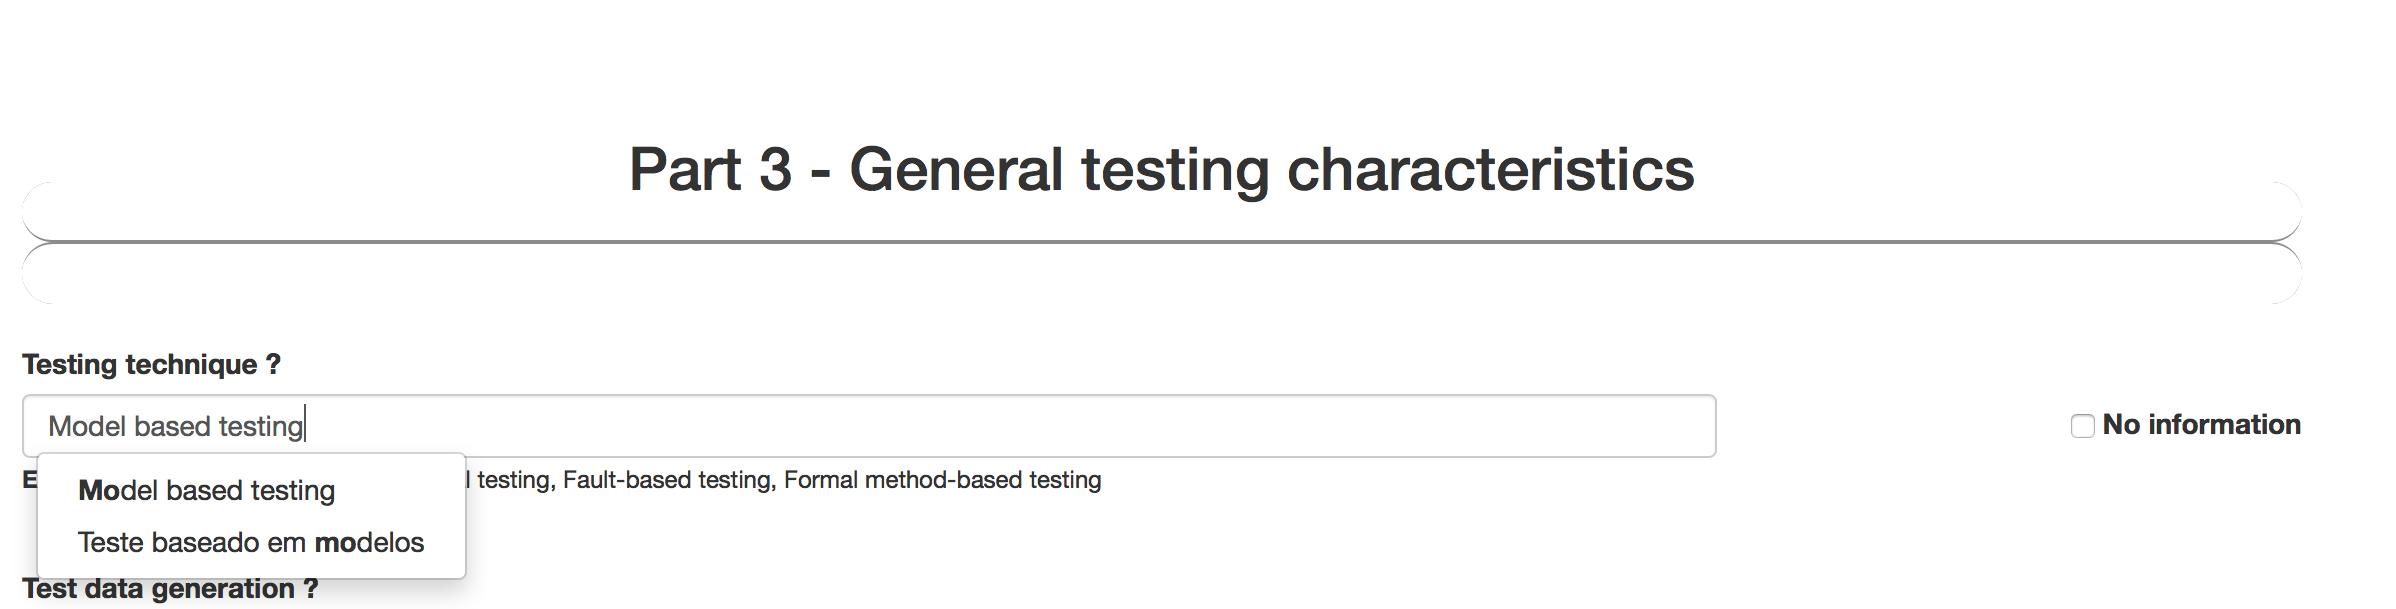 Part 3 - General testing characteristics
Testing technique ?
Model based testing
No information
testing, Fault-based testing, Formal method-based testing
Model based testing
Teste baseado em modelos
Test data generation ?